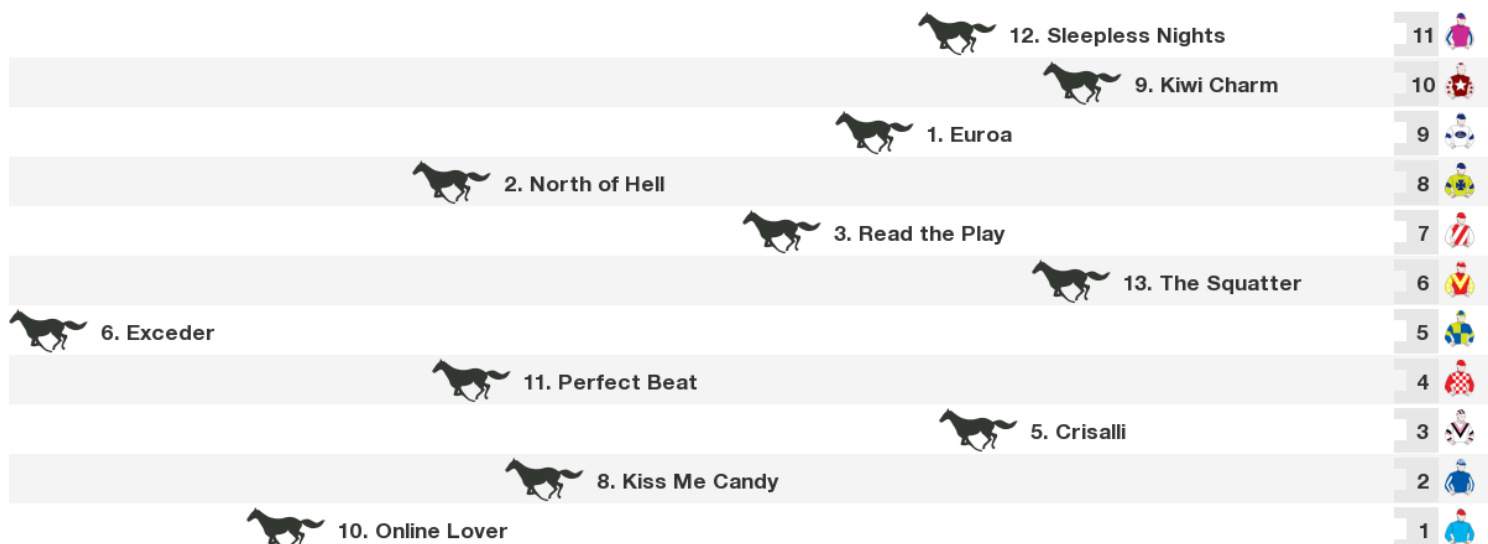 12. Sleepless Nights 11
9. Kiwi Charm 10
1. Euroa 9
2. North of Hell 8
3. Read the Play 7
13. The Squatter 6
6. Exceder 5
11. Perfect Beat 4
5. Crisalli 3
8. Kiss Me Candy 2
10. Online Lover 1